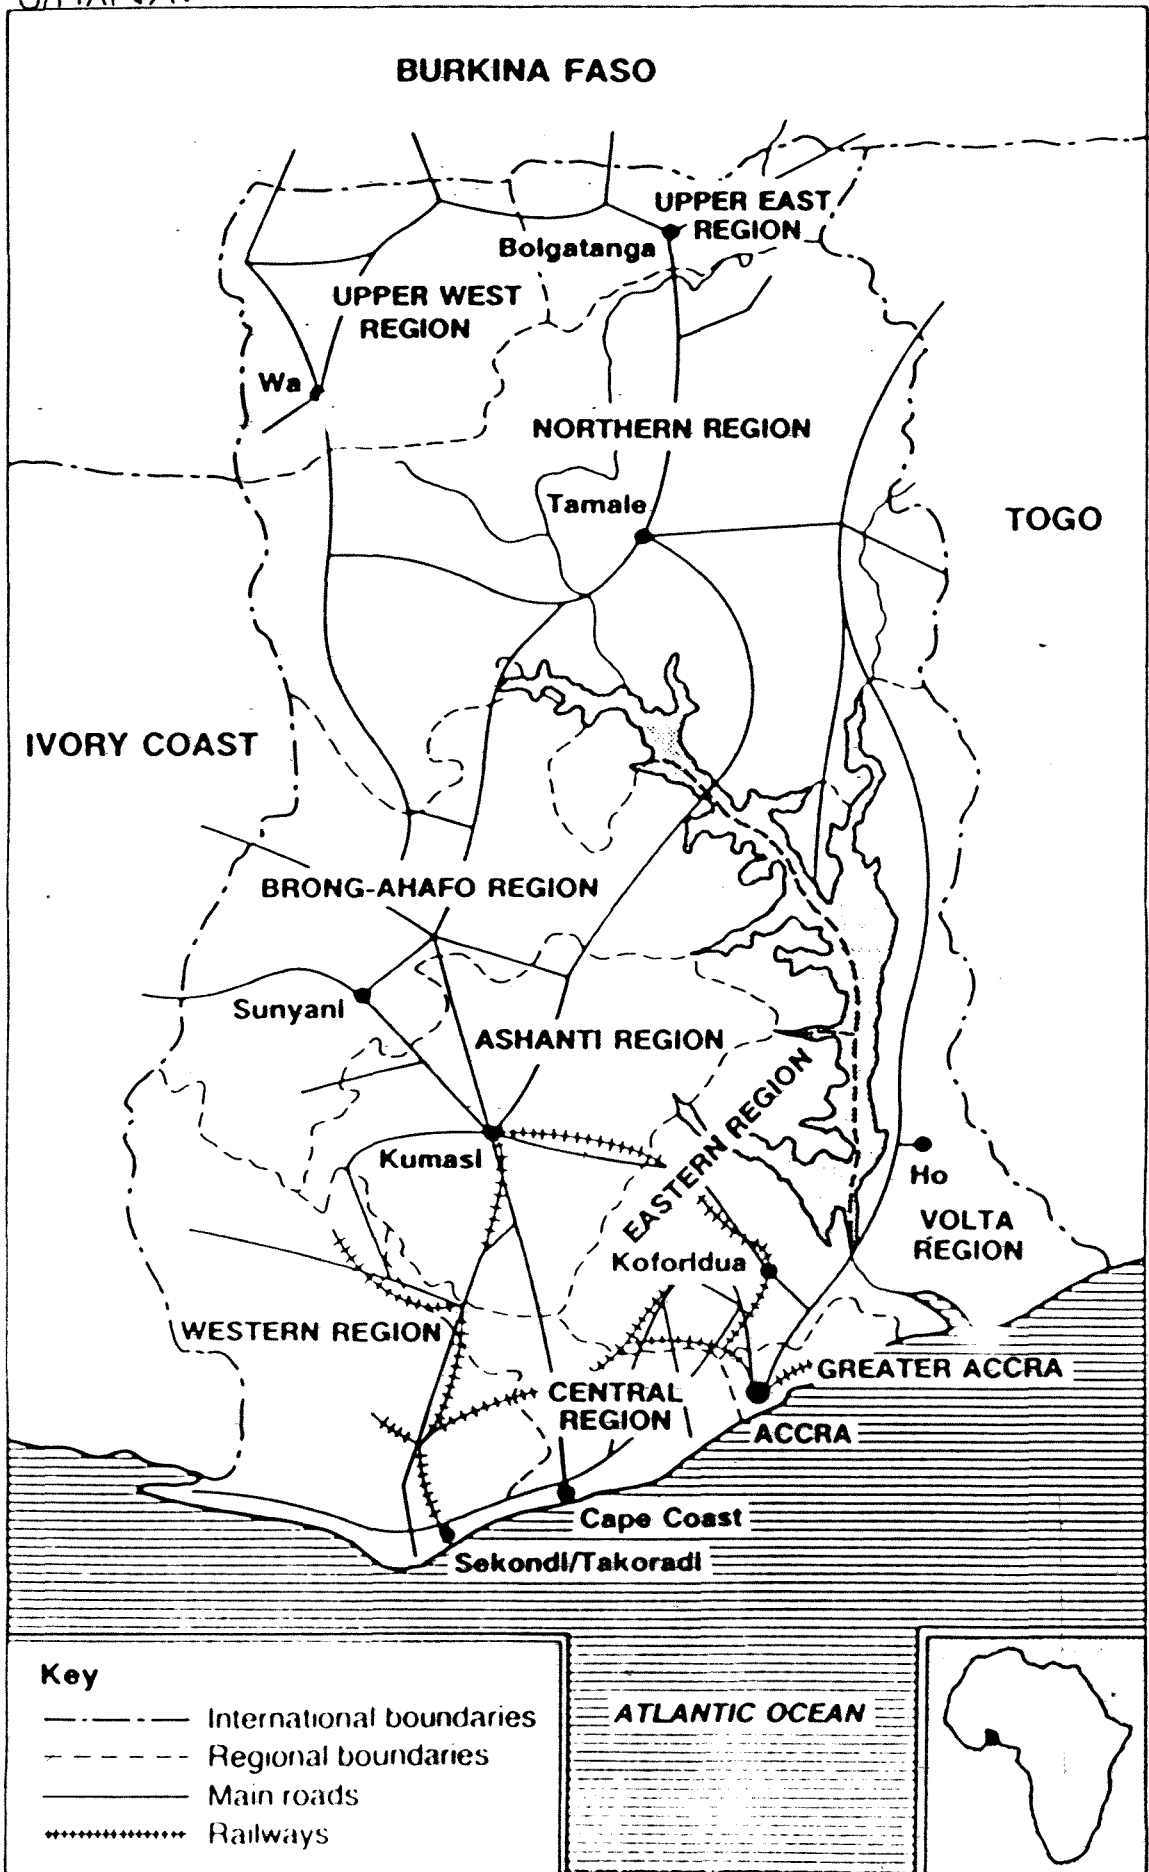 GHANA.
BURKINA FASO
UPPER EAST
REGION
Bolgatanga
UPPER WEST
REGION
Wa
NORTHERN REGION
Tamale
TOGO
IVORY COAST
BRONG-AHAFO REGION
Sunyani
ASHANTI REGION
EASTERN REGION
Kumasi
Ho
VOLTA
REGION
Koforidua
WESTERN REGION
GREATER ACCRA
CENTRAL
REGION
ACCRA
Cape Coast
Sekondi/Takoradi
Key
International boundaries
Regional boundaries
Main roads
Railways
ATLANTIC OCEAN